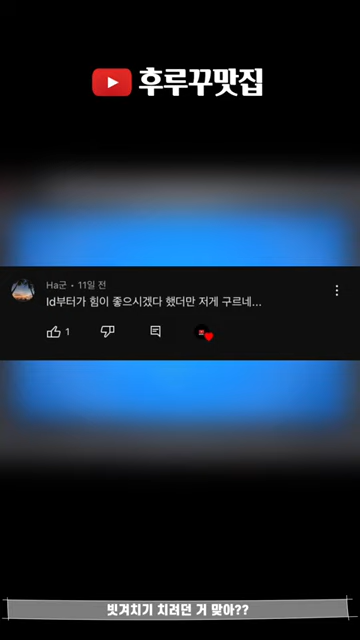 후루꾸맛집
Ha군 • 11일 전
Id부터가 힘이 좋으시겠다 했더만 저게 구르네...
1
빗겨치기 치려던 거 맞아??